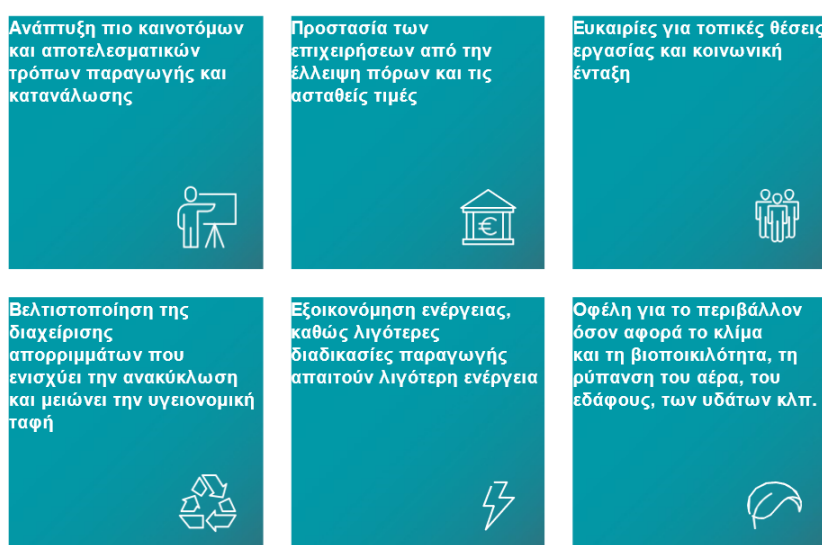 Ανάπτυξη πιο καινοτόμων
και αποτελεσματικών
τρόπων παραγωγής και
κατανάλωσης
Προστασία των
επιχειρήσεων από την
έλλειψη πόρων και τις
ασταθείς τιμές
Ευκαιρίες για τοπικές θέσεις
εργασίας και κοινωνική
ένταξη
Βελτιστοποίηση της
διαχείρισης
απορριμμάτων που
ενισχύει την ανακύκλωση
και μειώνει την υγειονομική
ταφή
Εξοικονόμηση ενέργειας,
καθώς λιγότερες
διαδικασίες παραγωγής
απαιτούν λιγότερη ενέργεια
Οφέλη για το περιβάλλον
όσον αφορά το κλίμα
και τη βιοποικιλότητα, τη
ρύπανση του αέρα, του
εδάφους, των υδάτων κλπ.